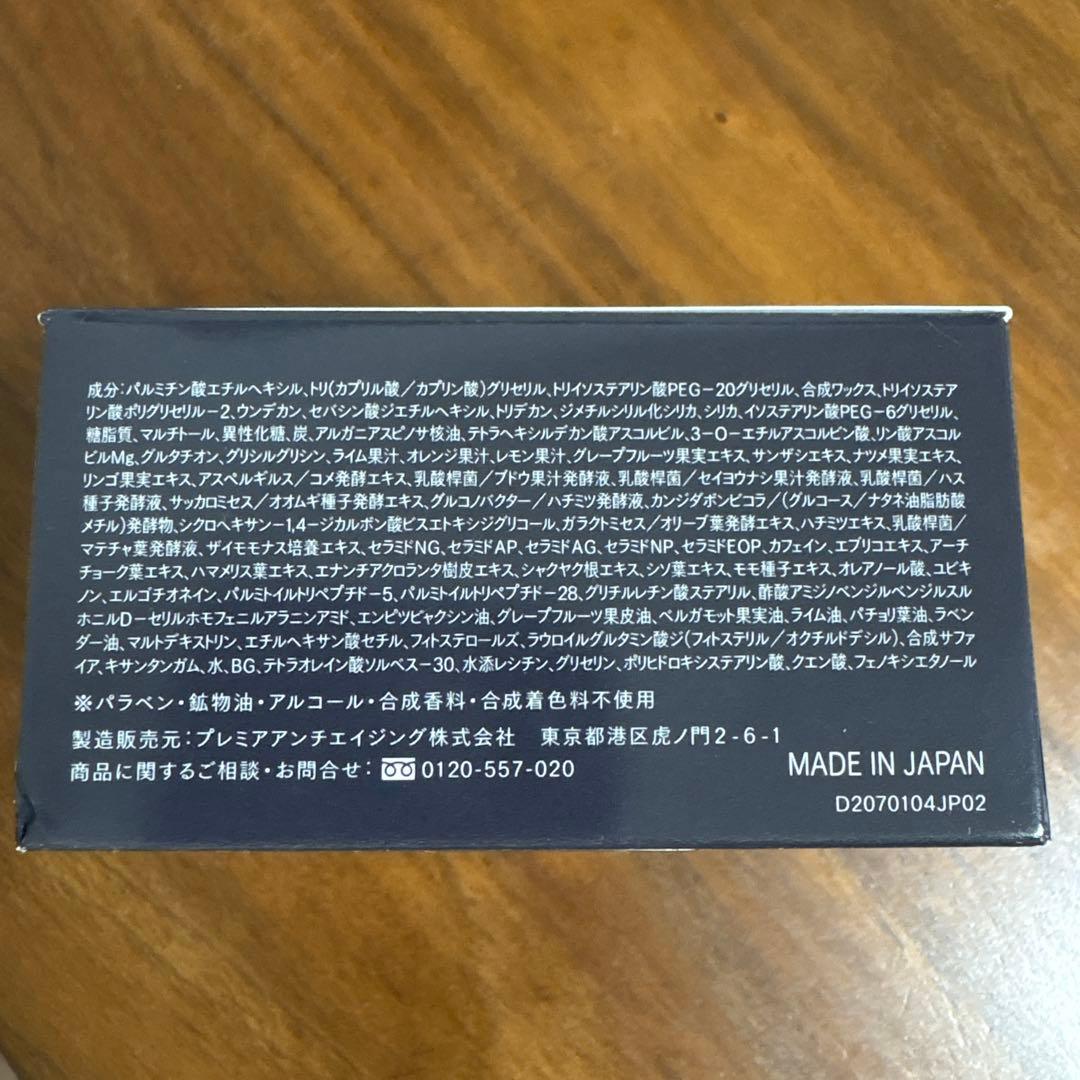 成分:パルミチン酸エチルヘキシル、トリ(カプリル酸/カプリン酸)グリセリル、トリイソステアリン酸PEG-20グリセリル、合成ワックス、トリイソステア
リン酸ポリグリセリル-2、ウンデカン、セバシン酸ジエチルヘキシル、トリデカン、ジメチルシリル化シリカ、シリカ、イソステアリン酸PEG-6グリセリル、
糖脂質、マルチトール、異性化糖、炭、アルガニアスピノサ核油、テトラヘキシルデカン酸アスコルビル、3-O-エチルアスコルビン酸、リン酸アスコル
ビルMg、グルタチオン、グリシルグリシン、ライム果汁、オレンジ果汁、レモン果汁、グレープフルーツ果実エキス、サンザシエキス、ナツメ果実エキス、
リンゴ果実エキス、アスペルギルス/コメ発酵エキス、乳酸桿菌/ブドウ果汁発酵液、乳酸桿菌/セイヨウナシ果汁発酵液、乳酸桿菌/ハス
種子発酵液、サッカロミセス/オオムギ種子発酵エキス、グルコノバクター/ハチミツ発酵液、カンジダボンビコラ/(グルコース/ナタネ油脂肪酸
メチル)発酵物、シクロヘキサン-1,4-ジカルボン酸ビスエトキシジグリコール、ガラクトミセス/オリーブ葉発酵エキス、ハチミツエキス、乳酸桿菌/
マテチャ葉発酵液、ザイモモナス培養エキス、セラミドNG、セラミドAP、セラミドAG、セラミドNP、セラミドEOP、カフェイン、エプリコエキス、アーチ
チョーク葉エキス、ハマメリス葉エキス、エナンチアクロランタ樹皮エキス、シャクヤク根エキス、シソ葉エキス、モモ種子エキス、オレアノール酸、ユビキ
ノン、エルゴチオネイン、パルミトイルトリペプチド-5、パルミトイルトリペプチド-28、グリチルレチン酸ステアリル、酢酸アミジノベンジルベンジルスル
ホニルD-セリルホモフェニルアラニンアミド、エンピツビャクシン油、グレープフルーツ果皮油、ベルガモット果実油、ライム油、パチョリ葉油、ラベン
ダー油、マルトデキストリン、エチルヘキサン酸セチル、フィトステロールズ、ラウロイルグルタミン酸ジ(フィトステリル/オクチルドデシル)、合成サファ
イア、キサンタンガム、水、BG、テトラオレイン酸ソルベス-30、水添レシチン、グリセリン、ポリヒドロキシステアリン酸、クエン酸、フェノキシエタノール
※パラベン・鉱物油・アルコール・合成香料・合成着色料不使用
製造販売元:プレミアアンチエイジング株式会社 東京都港区虎ノ門2-6-1
商品に関するご相談・お問合せ: 0120-557-020
MADE IN JAPAN
D2070104JP02